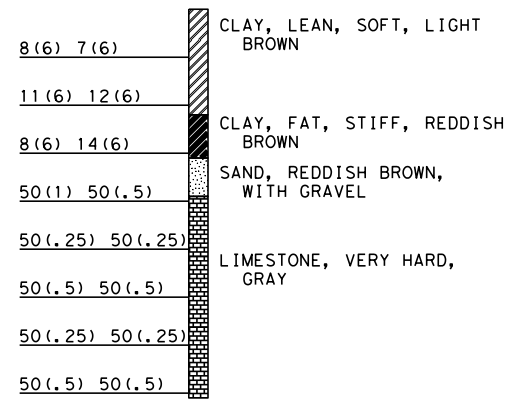 CLAY, LEAN, SOFT, LIGHT
BROWN
8(6) 7(6)
11(6) 12(6)
CLAY, FAT, STIFF, REDDISH
BROWN
8(6) 14(6)
SAND, REDDISH BROWN,
WITH GRAVEL
50(1) 50(.5)
50(.25) 50(.25)
LIMESTONE, VERY HARD,
GRAY
50(.5) 50(.5)
50(.25) 50(.25)
50(.5) 50(.5)